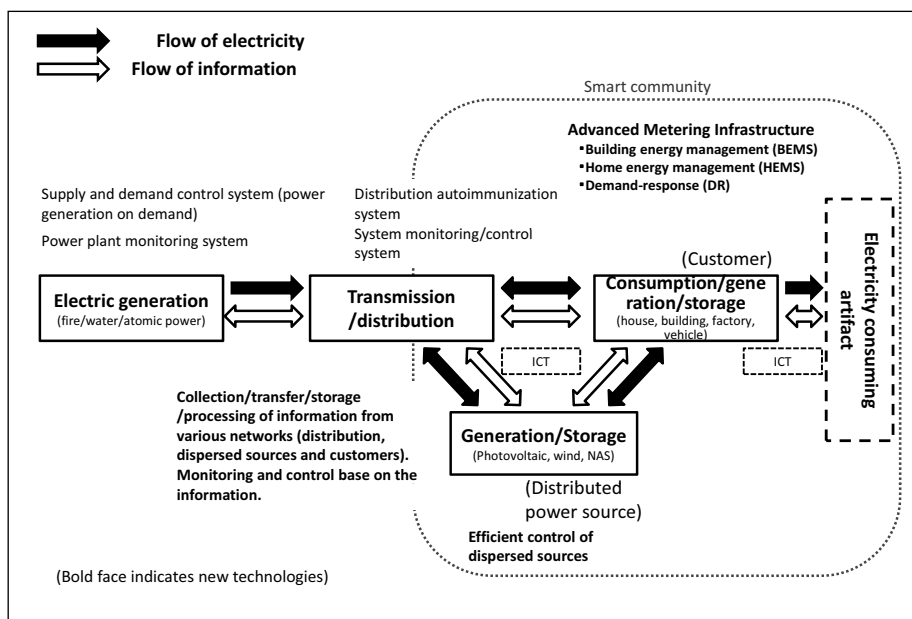 Flow of electricity
Flow of information
Smart community
Advanced Metering Infrastructure
▪Building energy management (BEMS)
▪Home energy management (HEMS)
▪Demand-response (DR)
Supply and demand control system (power
generation on demand)
Power plant monitoring system
Distribution autoimmunization
system
System monitoring/control
system
(Customer)
Electric generation
(fire/water/atomic power)
Transmission
/distribution
Consumption/gene
ration/storage
(house, building, factory,
vehicle)
Electricity consuming
artifact
ICT
ICT
Collection/transfer/storage
/processing of information from
various networks (distribution,
dispersed sources and customers).
Monitoring and control base on the
information.
Generation/Storage
(Photovoltaic, wind, NAS)
(Distributed
power source)
Efficient control of
dispersed sources
(Bold face indicates new technologies)